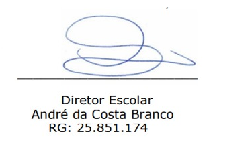 Diretor Escolar
André da Costa Branco
RG: 25.851.174